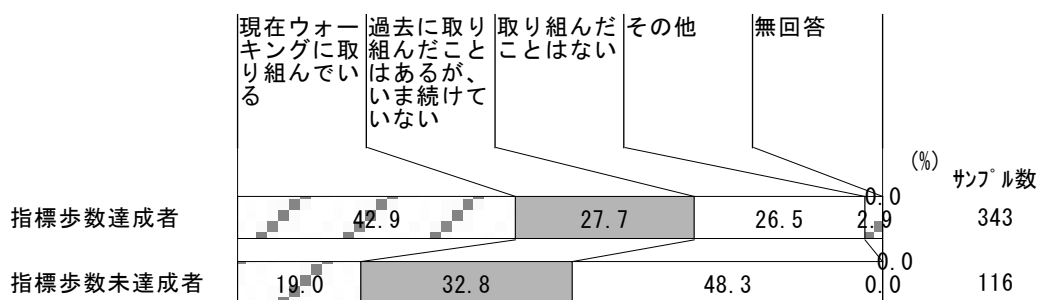 現在ウォー
キングに取
り組んでい
る
過去に取り
組んだこと
はあるが、
いま続けて
いない
取り組んだ
ことはない
その他
無回答
(%)
ｻﾝﾌﾟﾙ数
0.0
指標歩数達成者 42.9 27.7 26.5 2.9 343
0.0
指標歩数未達成者 19.0 32.8 48.3 0.0 116